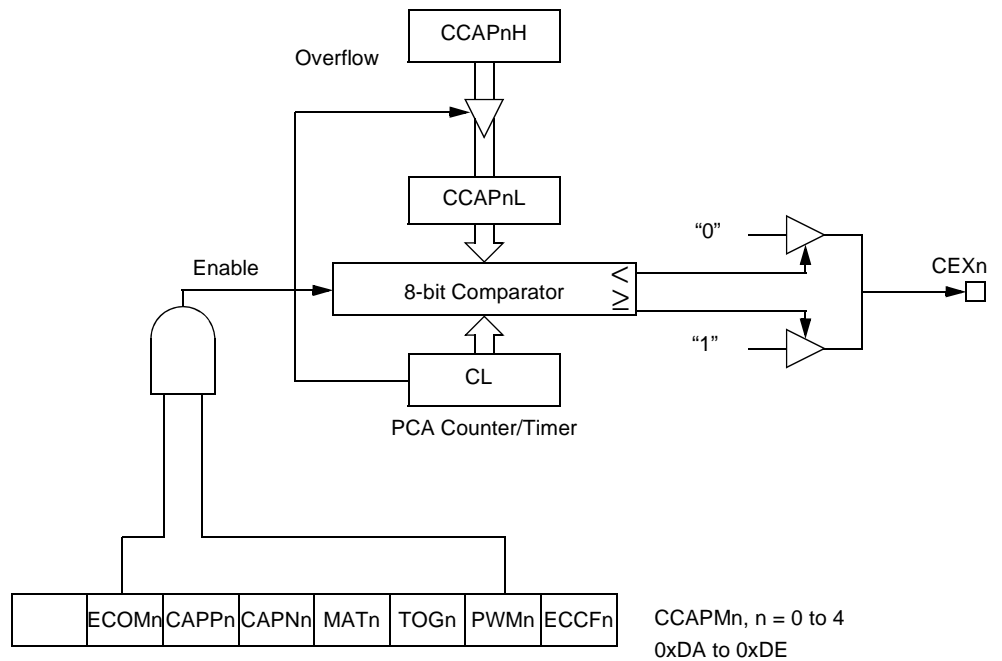 CCAPnH
Overflow
CCAPnL
“0”
Enable
8-bit Comparator
<
≥
CEXn
“1”
CL
PCA Counter/Timer
ECOMn CAPPn CAPNn MATn TOGn PWMn ECCFn
CCAPMn, n = 0 to 4
0xDA to 0xDE